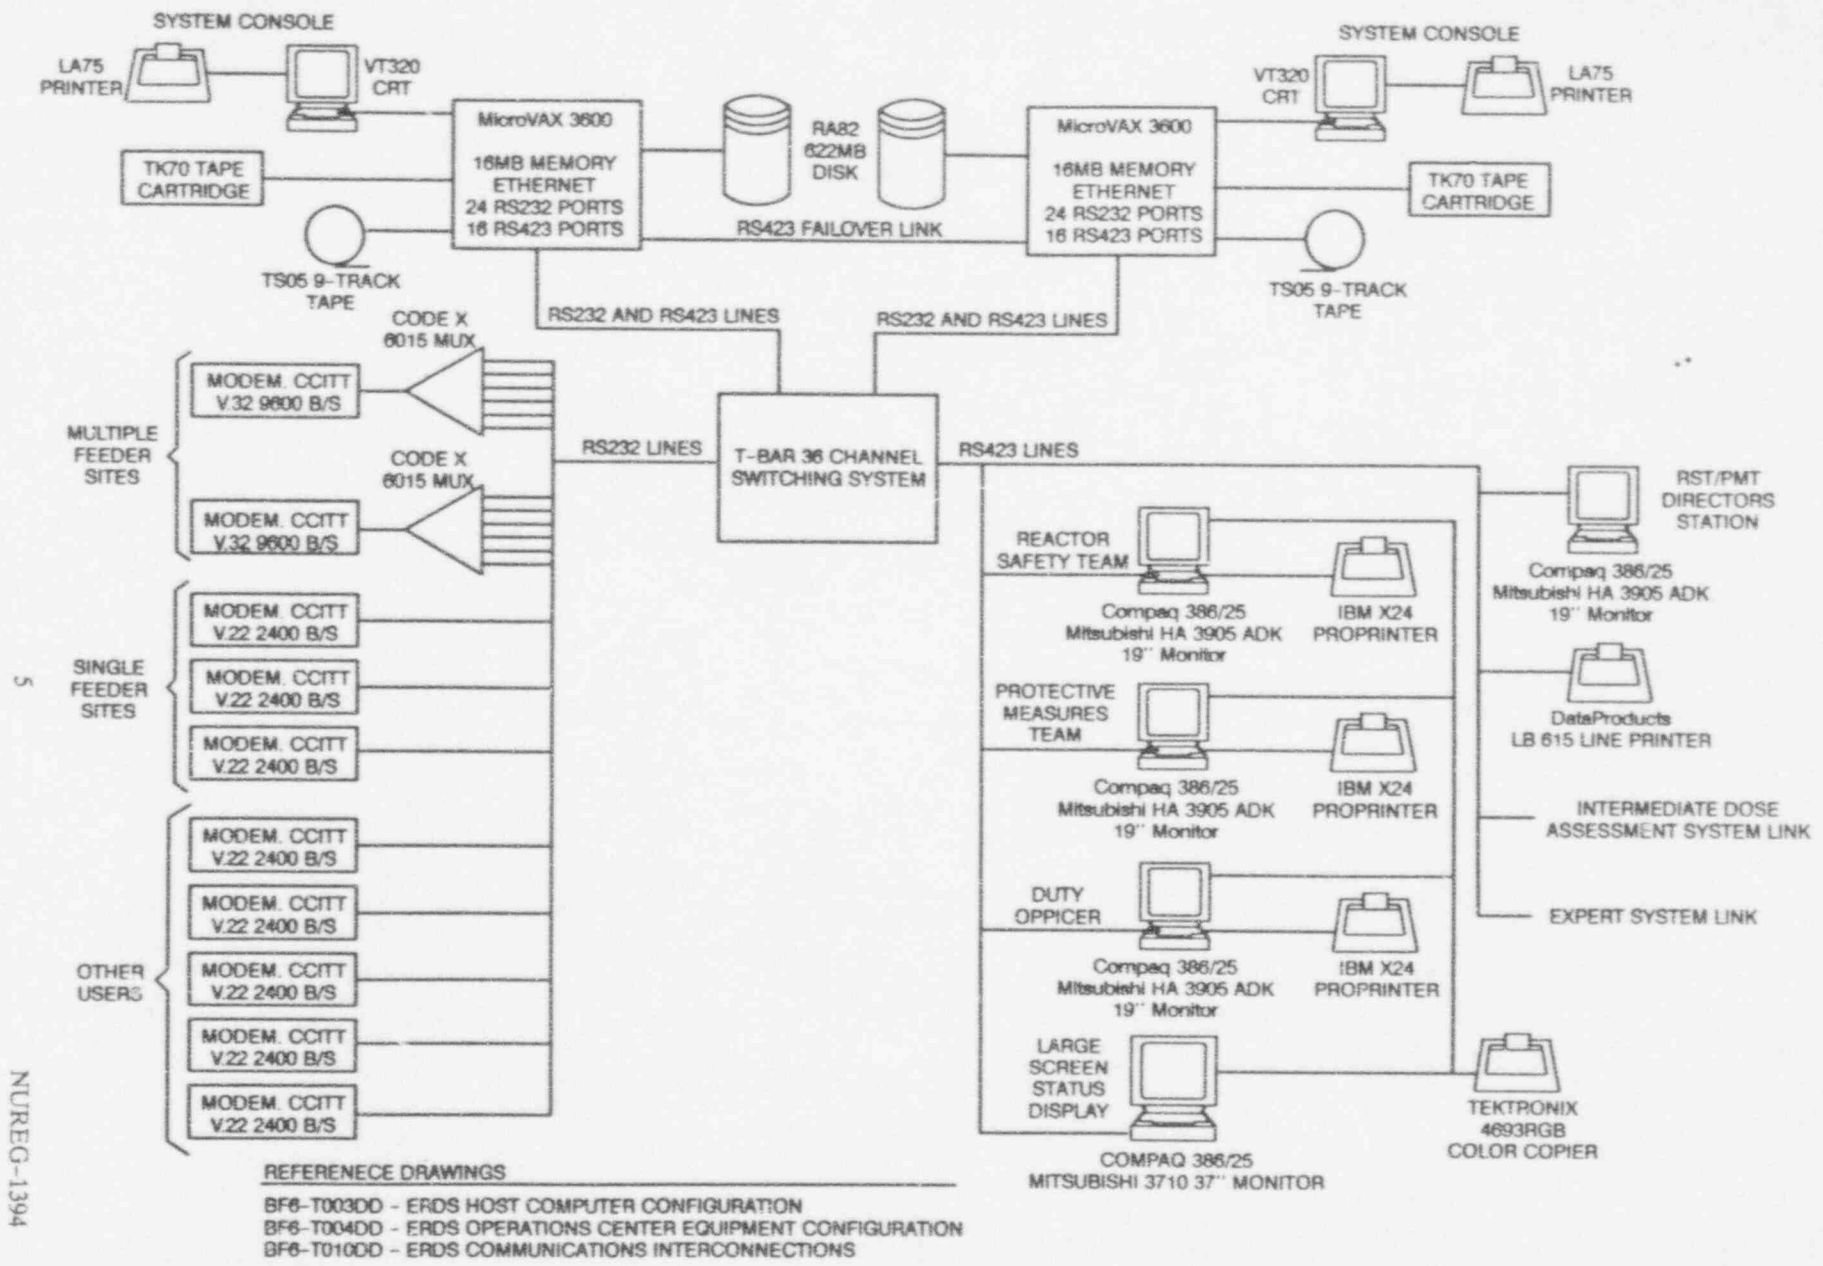 SYSTEM CONSOLE
LA75
PRINTER
VT320
CRT
MicroVAX 3600
16MB MEMORY
ETHERNET
24 RS232 PORTS
16 RS423 PORTS
TK70 TAPE
CARTRIDGE
TS05 9-TRACK
TAPE
RA82
622MB
DISK
RS423 FAILOVER LINK
SYSTEM CONSOLE
VT320
CRT
LA75
PRINTER
MicroVAX 3600
16MB MEMORY
ETHERNET
24 RS232 PORTS
16 RS423 PORTS
TK70 TAPE
CARTRIDGE
TS05 9-TRACK
TAPE
RS232 AND RS423 LINES
RS232 AND RS423 LINES
CODE X
6015 MUX
MODEM. CCITT
V.32 9600 B/S
MULTIPLE
FEEDER
SITES
CODE X
6015 MUX
MODEM. CCITT
V.32 9600 B/S
RS232 LINES
T-BAR 36 CHANNEL
SWITCHING SYSTEM
RS423 LINES
SINGLE
FEEDER
SITES
MODEM. CCITT
V.22 2400 B/S
MODEM. CCITT
V.22 2400 B/S
MODEM. CCITT
V.22 2400 B/S
OTHER
USERS
MODEM. CCITT
V.22 2400 B/S
MODEM. CCITT
V.22 2400 B/S
MODEM. CCITT
V.22 2400 B/S
MODEM. CCITT
V.22 2400 B/S
MODEM. CCITT
V.22 2400 B/S
REACTOR
SAFETY TEAM
Compaq 386/25
Mitsubishi HA 3905 ADK
19'' Monitor
IBM X24
PROPRINTER
PROTECTIVE
MEASURES
TEAM
Compaq 386/25
Mitsubishi HA 3905 ADK
19'' Monitor
IBM X24
PROPRINTER
DUTY
OPPICER
Compaq 386/25
Mitsubishi HA 3905 ADK
19'' Monitor
IBM X24
PROPRINTER
LARGE
SCREEN
STATUS
DISPLAY
COMPAQ 386/25
MITSUBISHI 3710 37'' MONITOR
TEKTRONIX
4693RGB
COLOR COPIER
RST/PMT
DIRECTORS
STATION
Compaq 386/25
Mitsubishi HA 3905 ADK
19'' Monitor
DataProducts
LB 615 LINE PRINTER
INTERMEDIATE DOSE
ASSESSMENT SYSTEM LINK
EXPERT SYSTEM LINK
REFERENECE DRAWINGS
BF6-T003DD - ERDS HOST COMPUTER CONFIGURATION
BF6-T004DD - ERDS OPERATIONS CENTER EQUIPMENT CONFIGURATION
BF6-T010DD - ERDS COMMUNICATIONS INTERCONNECTIONS
5
NUREG-1394